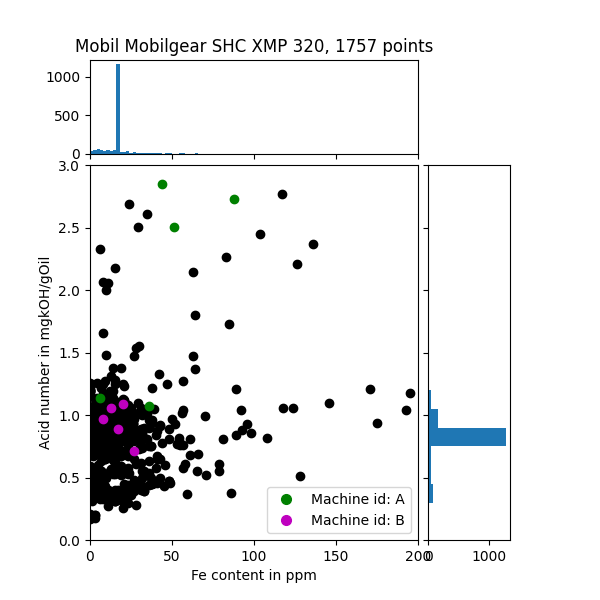 Mobil Mobilgear SHC XMP 320, 1757 points
1000
500
0
3.0
2.5
2.0
1.5
1.0
0.5
0.0
Acid number in mgkOH/gOil
Machine id: A
Machine id: B
0 50 100 150 200
0 1000
Fe content in ppm